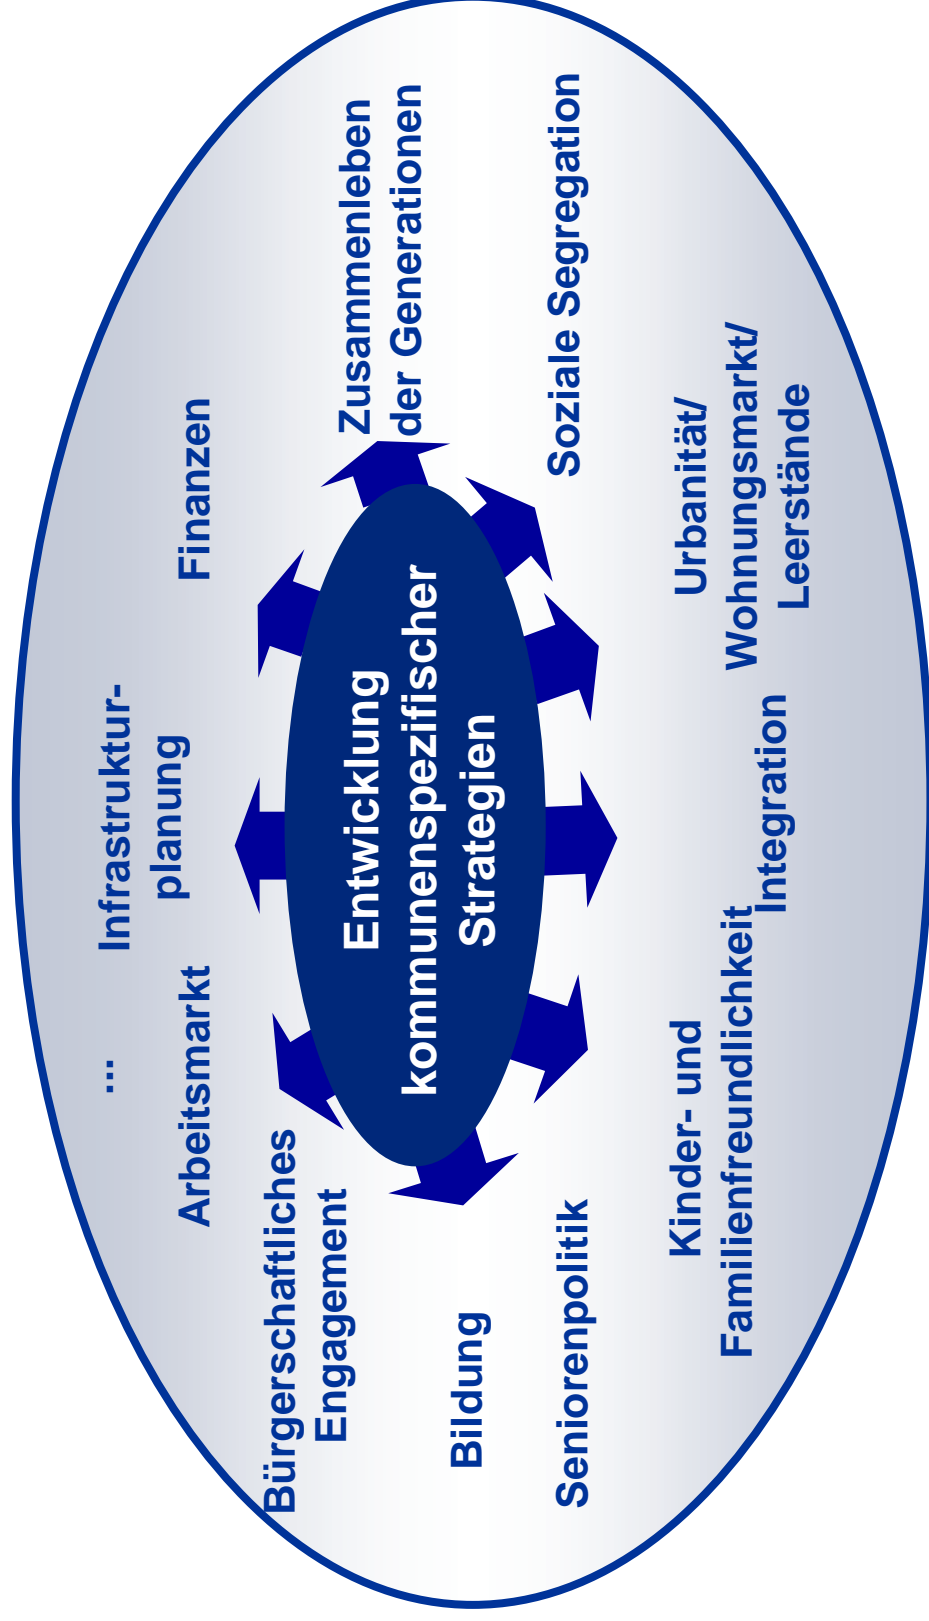 ...
Infrastruktur-
planung
Arbeitsmarkt
Finanzen
Bürgerschaftliches
Engagement
Zusammenleben
der Generationen
Entwicklung
kommunenspezifischer
Strategien
Bildung
Soziale Segregation
Seniorenpolitik
Urbanität/
Wohnungsmarkt/
Leerstände
Kinder- und
Familienfreundlichkeit
Integration